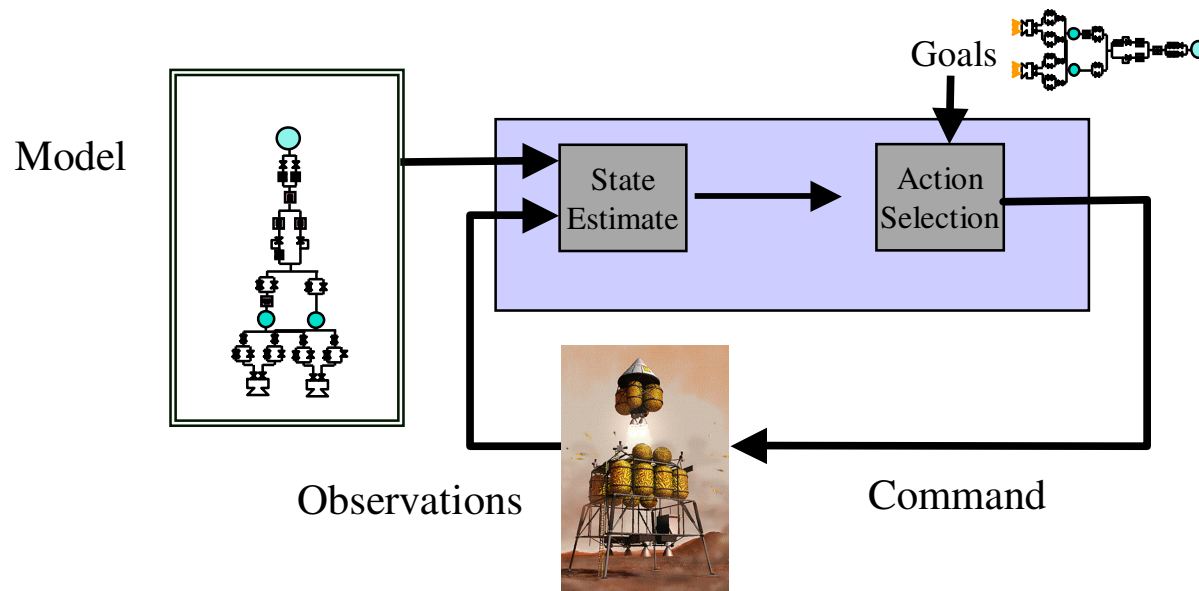 Goals
Model
State
Estimate
Action
Selection
Observations
Command